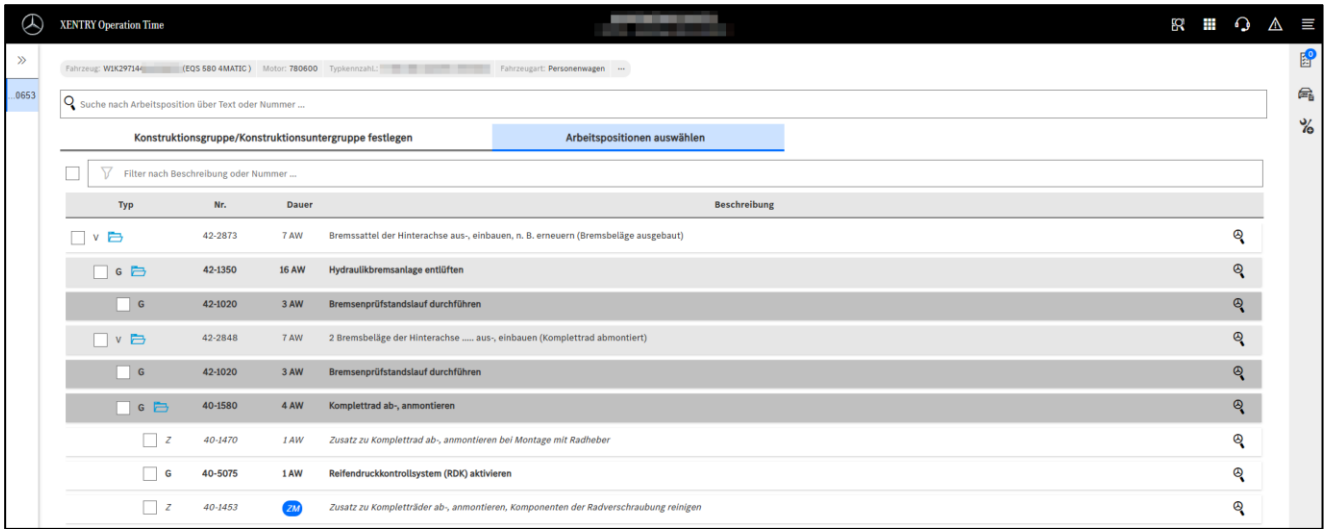 XENTRY Operation Time
Fahrzeug: W1K29714 (EQS 580 4MATIC ) Motor: 780600 Typkennzahl.: Fahrzeugart: Personenwagen ...
0
...0653
Suche nach Arbeitsposition über Text oder Nummer ...
Konstruktionsgruppe/Konstruktionsuntergruppe festlegen Arbeitspositionen auswählen
Filter nach Beschreibung oder Nummer ...
Typ Nr. Dauer Beschreibung
V 42-2873 7 AW Bremssattel der Hinterachse aus-, einbauen, n. B. erneuern (Bremsbeläge ausgebaut)
G 42-1350 16 AW Hydraulikbremsanlage entlüften
G 42-1020 3 AW Bremsenprüfstandslauf durchführen
V 42-2848 7 AW 2 Bremsbeläge der Hinterachse ..... aus-, einbauen (Komplettrad abmontiert)
G 42-1020 3 AW Bremsenprüfstandslauf durchführen
G 40-1580 4 AW Komplettrad ab-, anmontieren
Z 40-1470 1 AW Zusatz zu Komplettrad ab-, anmontieren bei Montage mit Radheber
G 40-5075 1 AW Reifendruckkontrollsystem (RDK) aktivieren
Z 40-1453 ZM Zusatz zu Kompletträder ab-, anmontieren, Komponenten der Radverschraubung reinigen